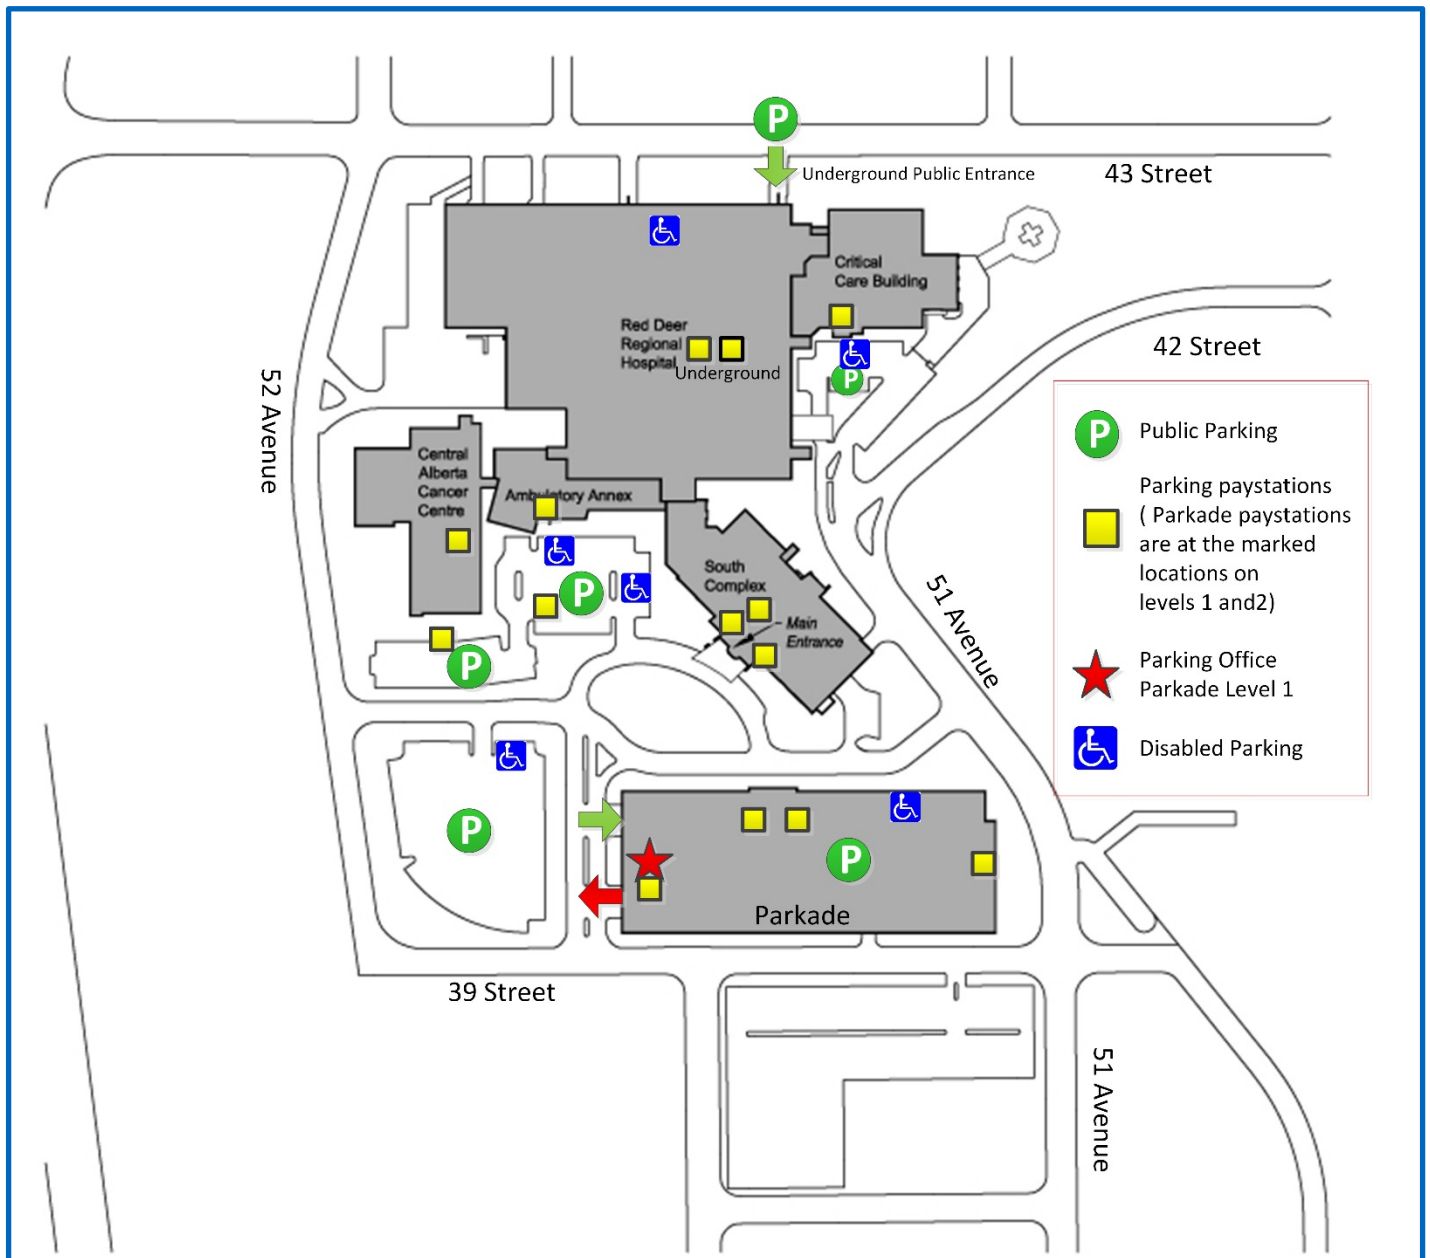 P
Underground Public Entrance
43 Street
Critical
Care Building
Red Deer
Regional
Hospital
Underground
42 Street
P
52 Avenue
P
Public Parking
Central
Alberta
Cancer
Centre
Ambulatory Annex
Parking paystations
( Parkade paystations
are at the marked
locations on
levels 1 and2)
South
Complex
P
Main
Entrance
51 Avenue
P
Parking Office
Parkade Level 1
Disabled Parking
P
P
Parkade
39 Street
51 Avenue